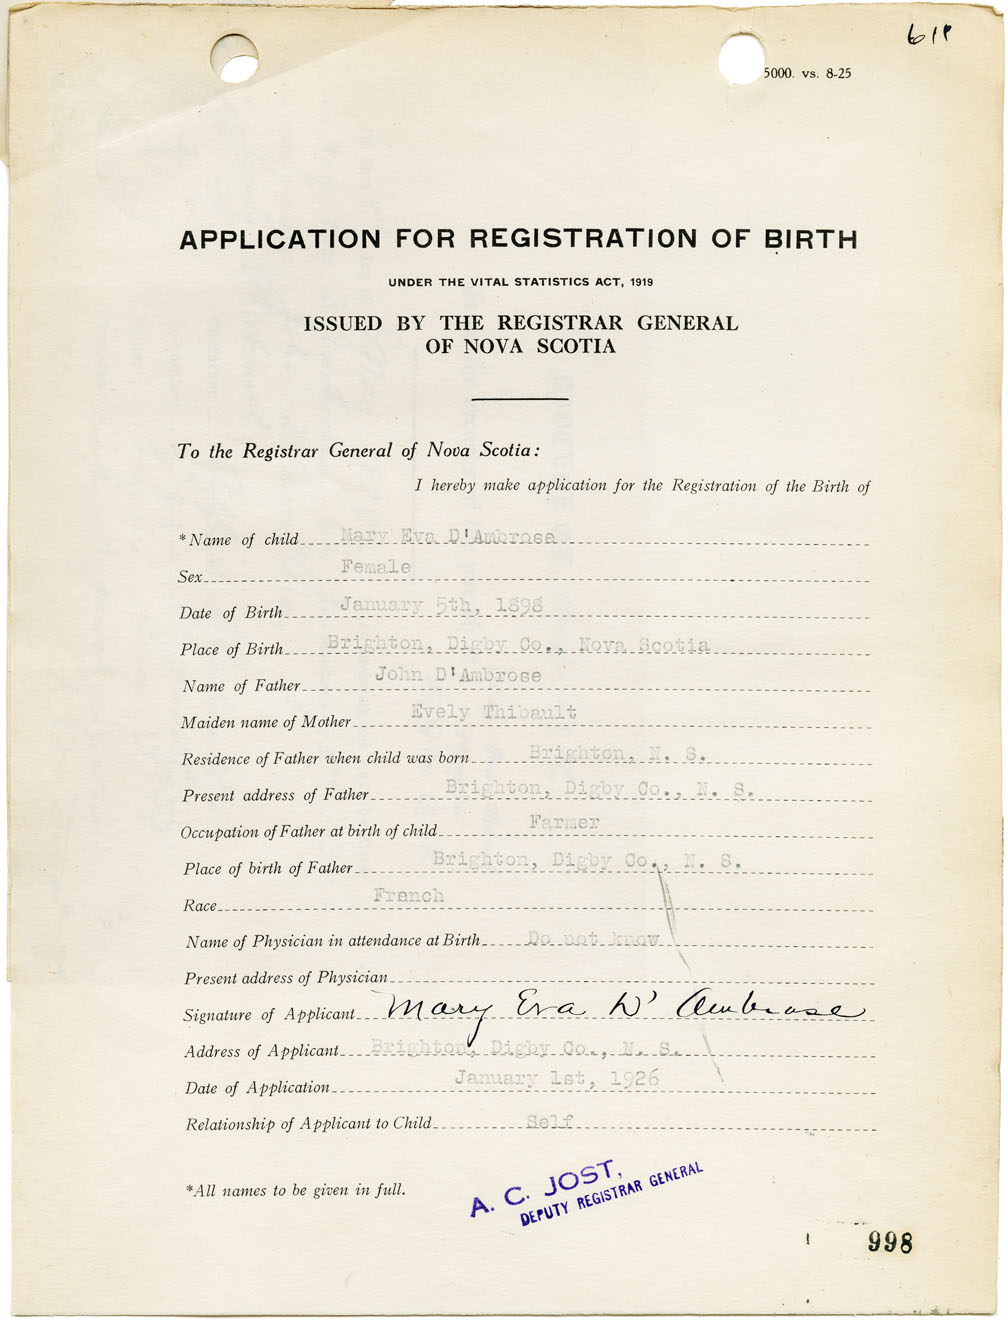 611
5000. vs. 8-25
APPLICATION FOR REGISTRATION OF BIRTH
UNDER THE VITAL STATISTICS ACT, 1919
ISSUED BY THE REGISTRAR GENERAL
OF NOVA SCOTIA
To the Registrar General of Nova Scotia:
I hereby make application for the Registration of the Birth of
*Name of child Mary Eva D'Ambrose
Sex Female
Date of Birth January 5th, 1898
Place of Birth Brighton, Digby Co., Nova Scotia
Name of Father John D'Ambrose
Maiden name of Mother Evely Thibault
Residence of Father when child was born Brighton, N. S.
Present address of Father Brighton, Digby Co., N. S.
Occupation of Father at birth of child Farmer
Place of birth of Father Brighton, Digby Co., N. S.
Race French
Name of Physician in attendance at Birth Do not know
Present address of Physician
Signature of Applicant Mary Eva D'Ambrose
Address of Applicant Brighton, Digby Co., N. S.
Date of Application January 1st, 1926
Relationship of Applicant to Child Self
*All names to be given in full.
A. C. JOST,
DEPUTY REGISTRAR GENERAL
998